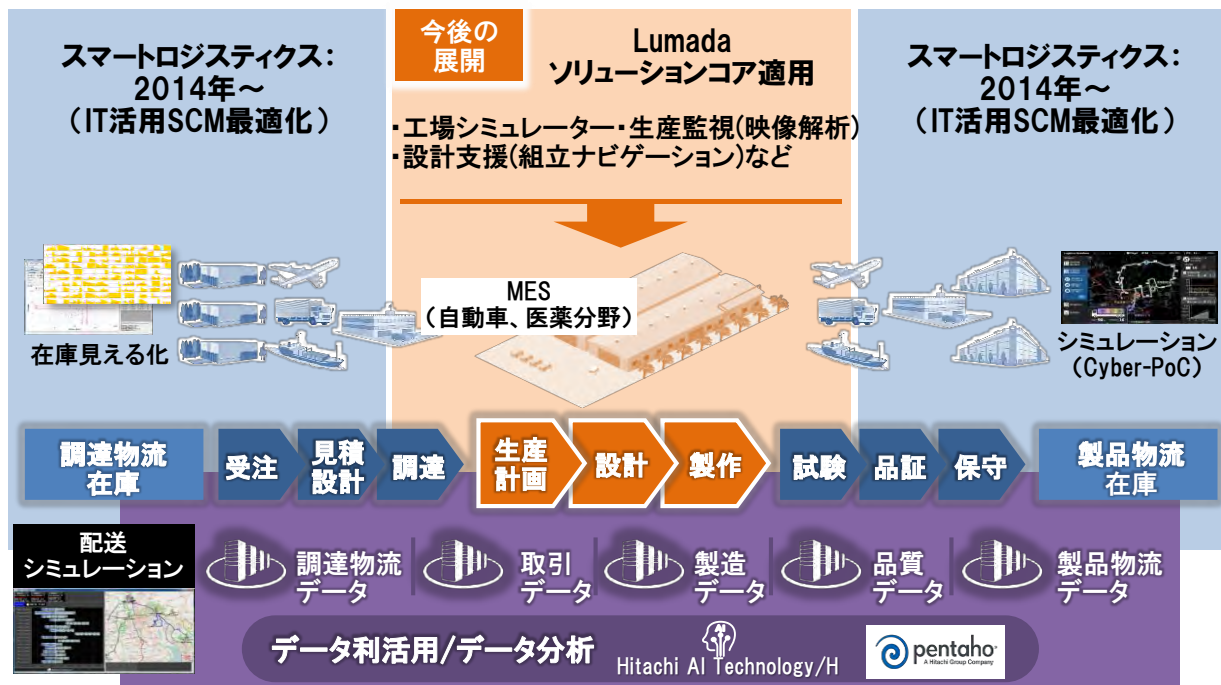 スマートロジスティクス：
2014年～
（IT活用SCM最適化）
今後の
展開
Lumada
ソリューションコア適用
・工場シミュレーター・生産監視(映像解析)
・設計支援(組立ナビゲーション)など
スマートロジスティクス：
2014年～
（IT活用SCM最適化）
在庫見える化
MES
（自動車、医薬分野）
シミュレーション
（Cyber-PoC）
調達物流
在庫
受注
見積
設計
調達
生産
計画
設計
製作
試験
品証
保守
製品物流
在庫
配送
シミュレーション
調達物流
データ
取引
データ
製造
データ
品質
データ
製品物流
データ
データ利活用/データ分析
Hitachi AI Technology/H
pentaho
A Hitachi Group Company